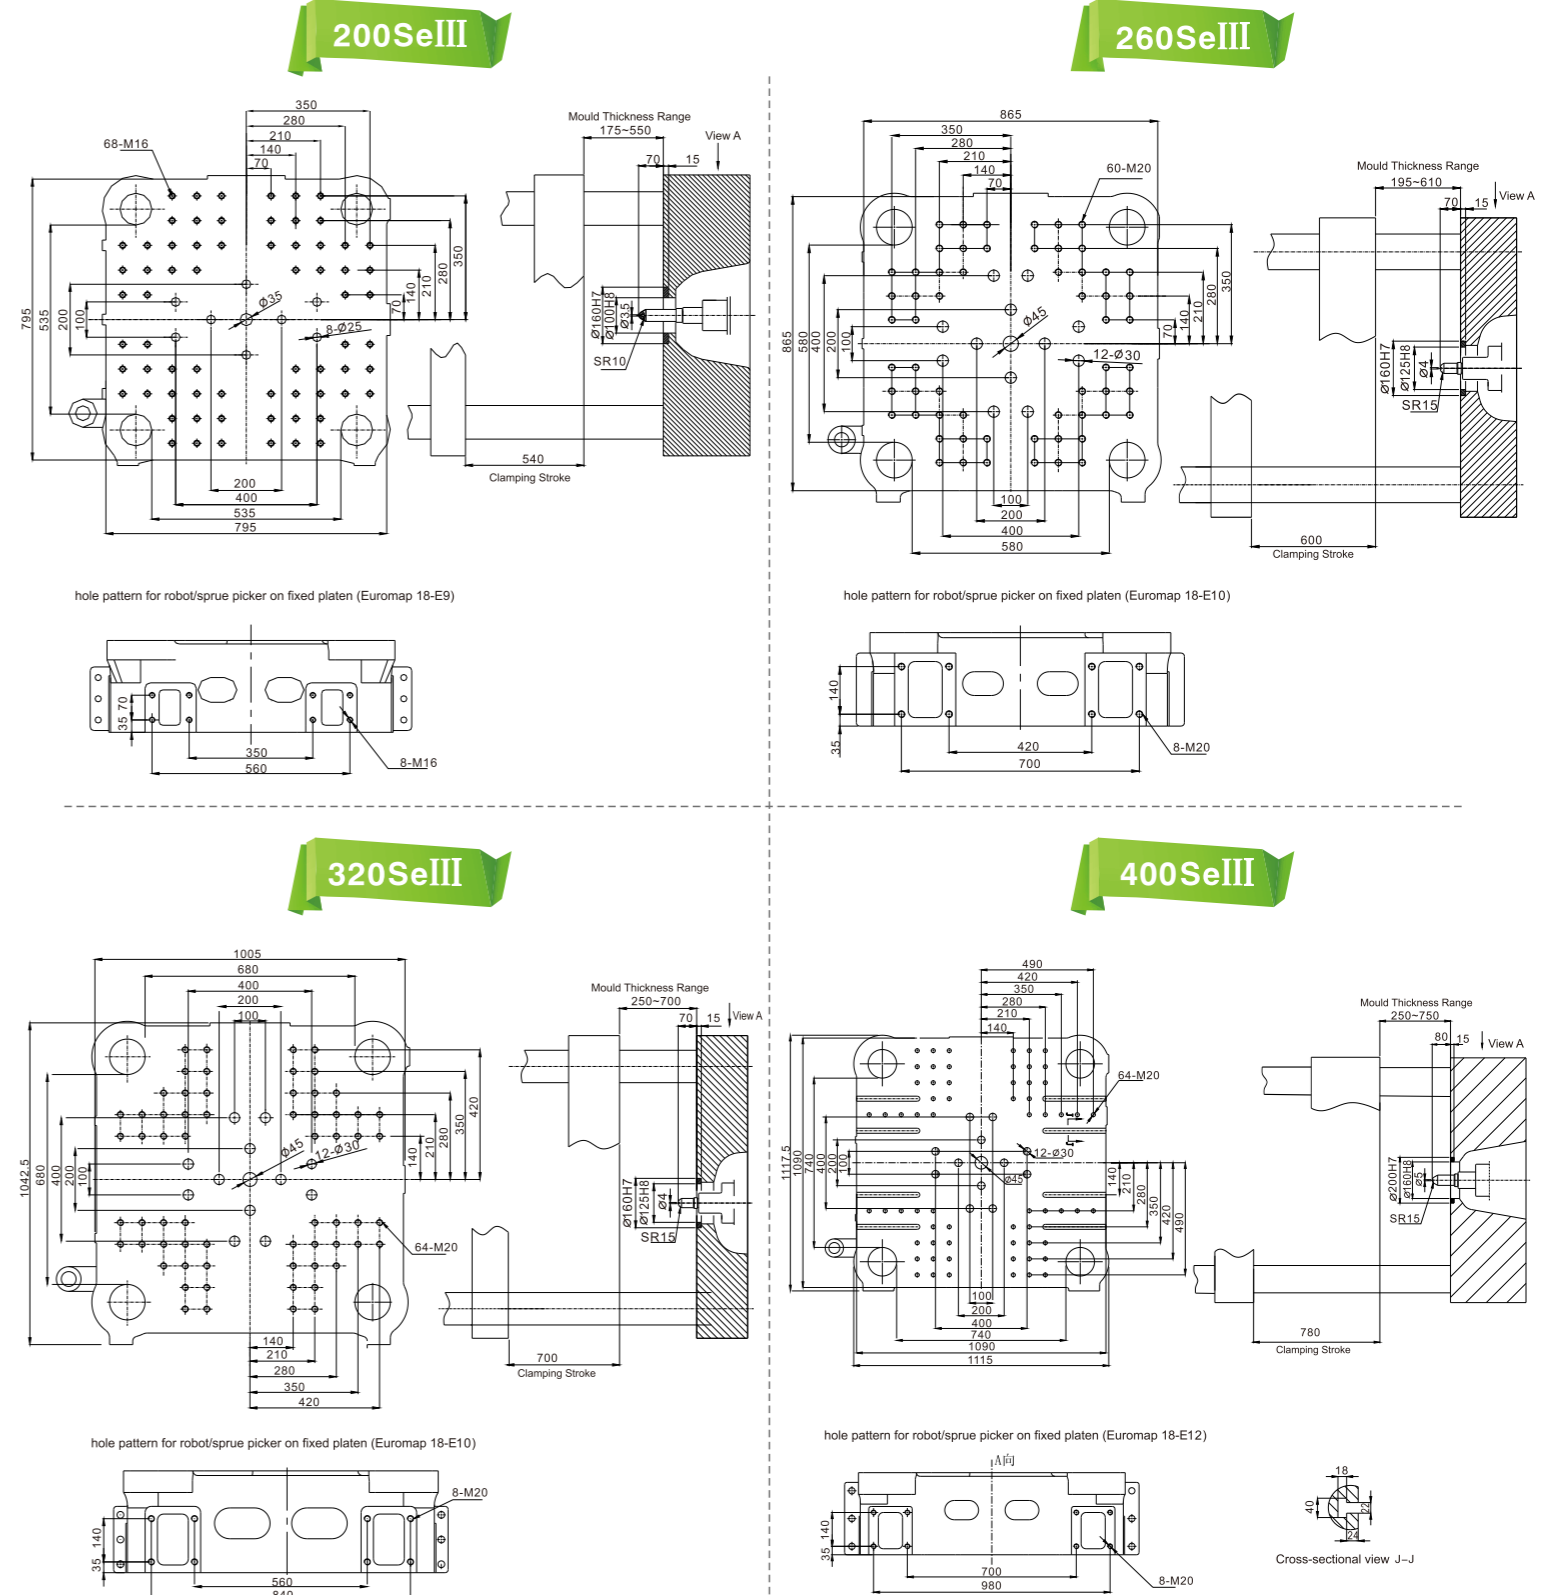 200SeIII
350
280
210
140
70
68-M16
795
535
200
100
Φ35
8-Ø25
70
140
210
280
350
200
400
535
795
Mould Thickness Range
175~550
View A
70
15
Ø160H7
Ø100H8
Ø3.5
SR10
540
Clamping Stroke
hole pattern for robot/sprue picker on fixed platen (Euromap 18-E9)
70
35
350
560
8-M16
260SeIII
865
350
280
210
140
70
60-M20
865
580
400
200
100
Ø45
12-Ø30
70
140
210
280
350
100
200
400
580
Mould Thickness Range
195~610
View A
70
15
Ø160H7
Ø125H8
Ø4
SR15
600
Clamping Stroke
hole pattern for robot/sprue picker on fixed platen (Euromap 18-E10)
140
35
420
700
8-M20
320SeIII
1005
680
400
200
100
1042.5
680
400
200
100
Φ45
12-Ø30
140
210
280
350
420
64-M20
140
210
280
350
420
Mould Thickness Range
250~700
View A
70
15
Ø160H7
Ø125H8
Ø4
SR15
700
Clamping Stroke
hole pattern for robot/sprue picker on fixed platen (Euromap 18-E10)
8-M20
140
35
560
840
400SeIII
490
420
350
280
210
140
64-M20
J
J
1117.5
1090
740
400
200
100
12-Ø30
Ø45
140
210
280
350
420
490
100
200
400
740
1090
1115
Mould Thickness Range
250~750
View A
80
15
Ø200H7
Ø160H8
Ø5
SR15
780
Clamping Stroke
hole pattern for robot/sprue picker on fixed platen (Euromap 18-E12)
A向
140
35
700
980
8-M20
18
40
22
24
Cross-sectional view J-J